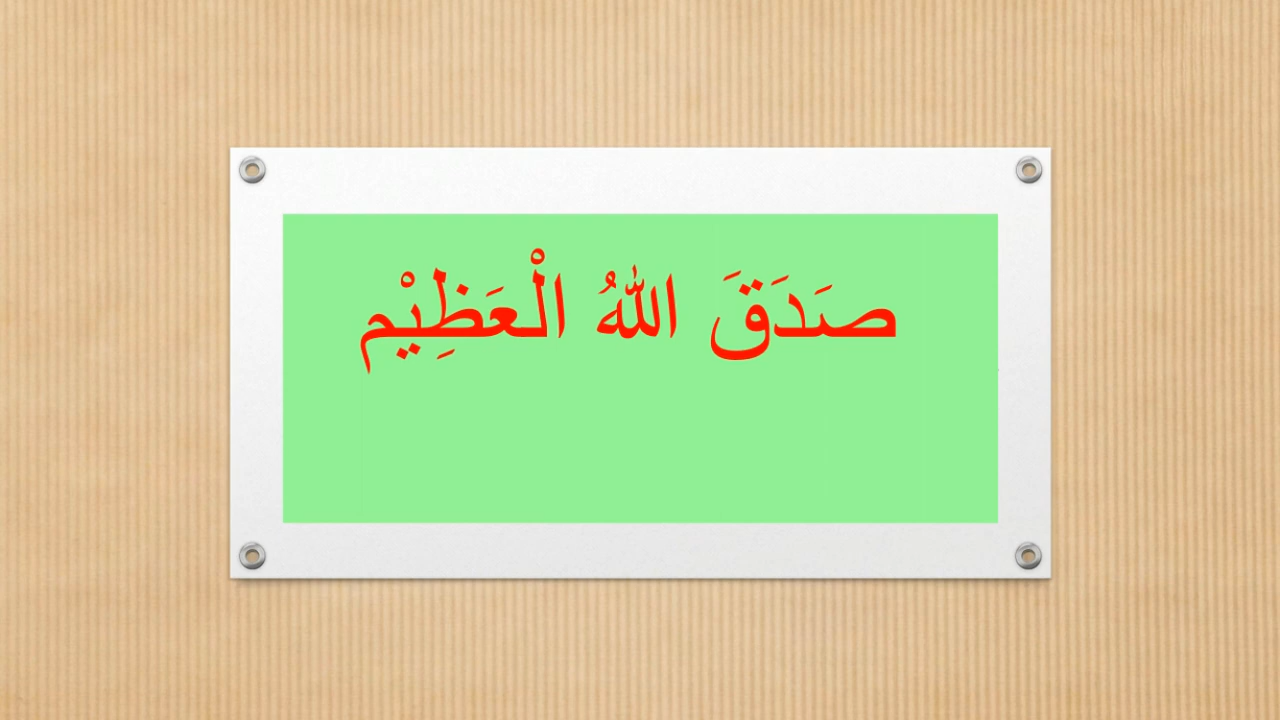 صَدَقَ اللهُ الْعَظِيْم